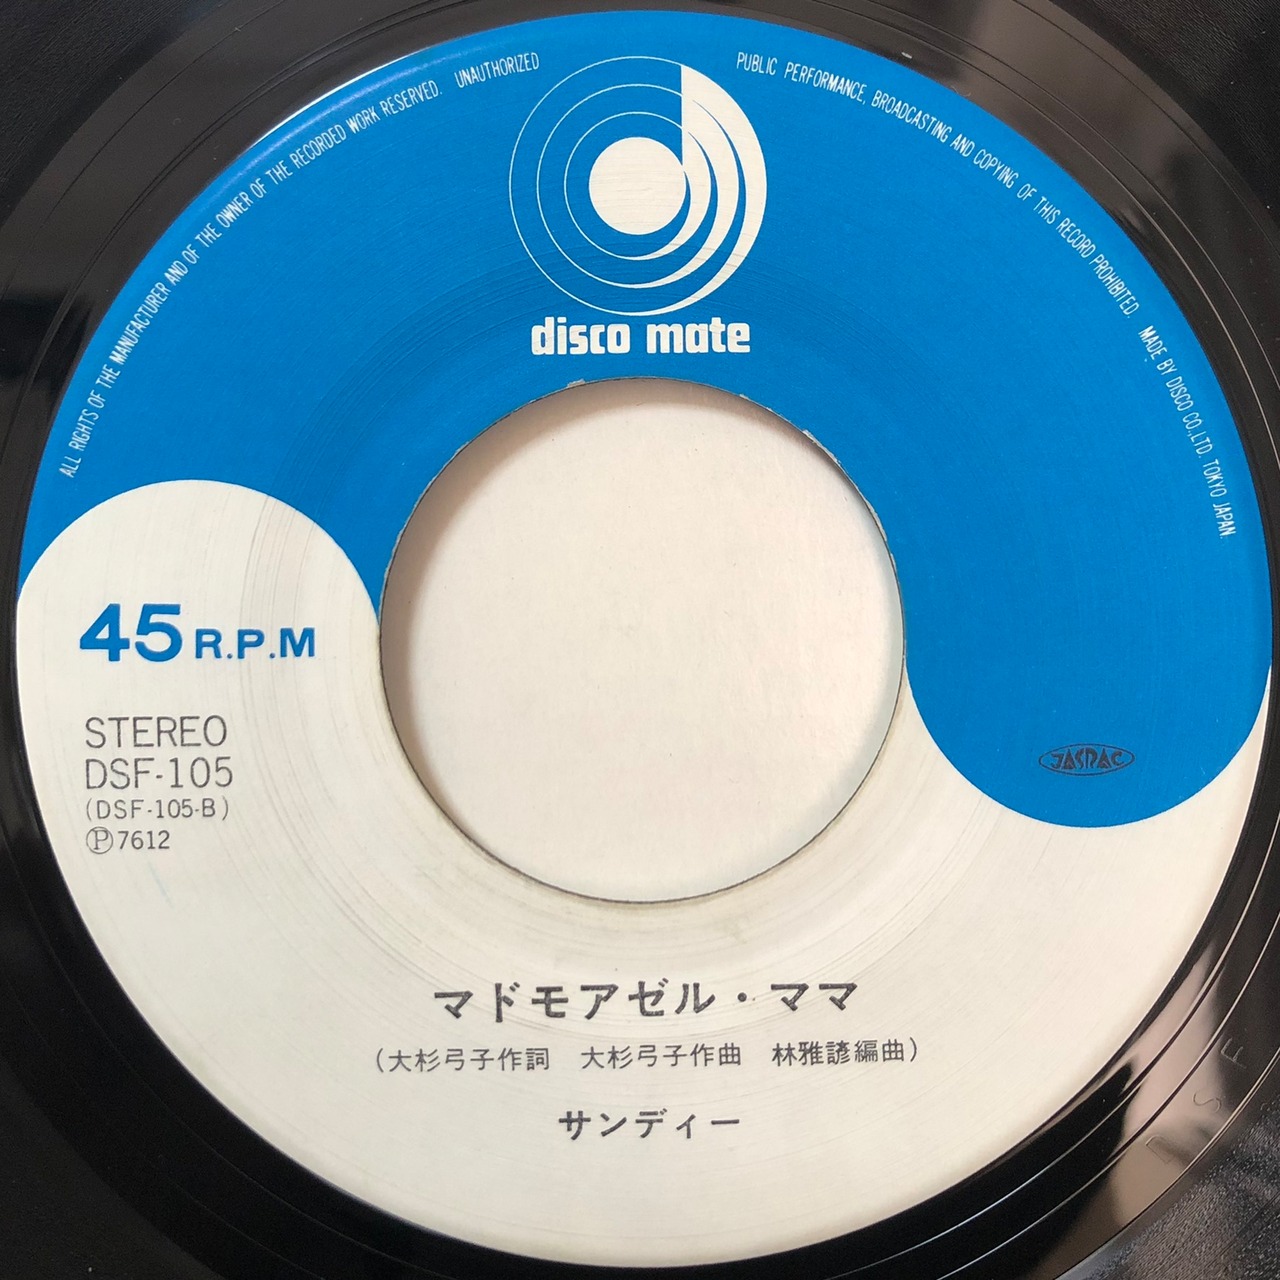 ALL RIGHTS OF THE MANUFACTURER AND OF THE OWNER OF THE RECORDED WORK RESERVED. UNAUTHORIZED PUBLIC PERFORMANCE, BROADCASTING AND COPYING OF THIS RECORD PROHIBITED. MADE BY DISCO CO.,LTD. TOKYO JAPAN.
disco mate
45 R.P.M
STEREO
DSF-105
(DSF-105-B)
Ⓟ7612
JASRAC
マドモアゼル・ママ
(大杉弓子作詞 大杉弓子作曲 林雅諺編曲)
サンディー
DSF